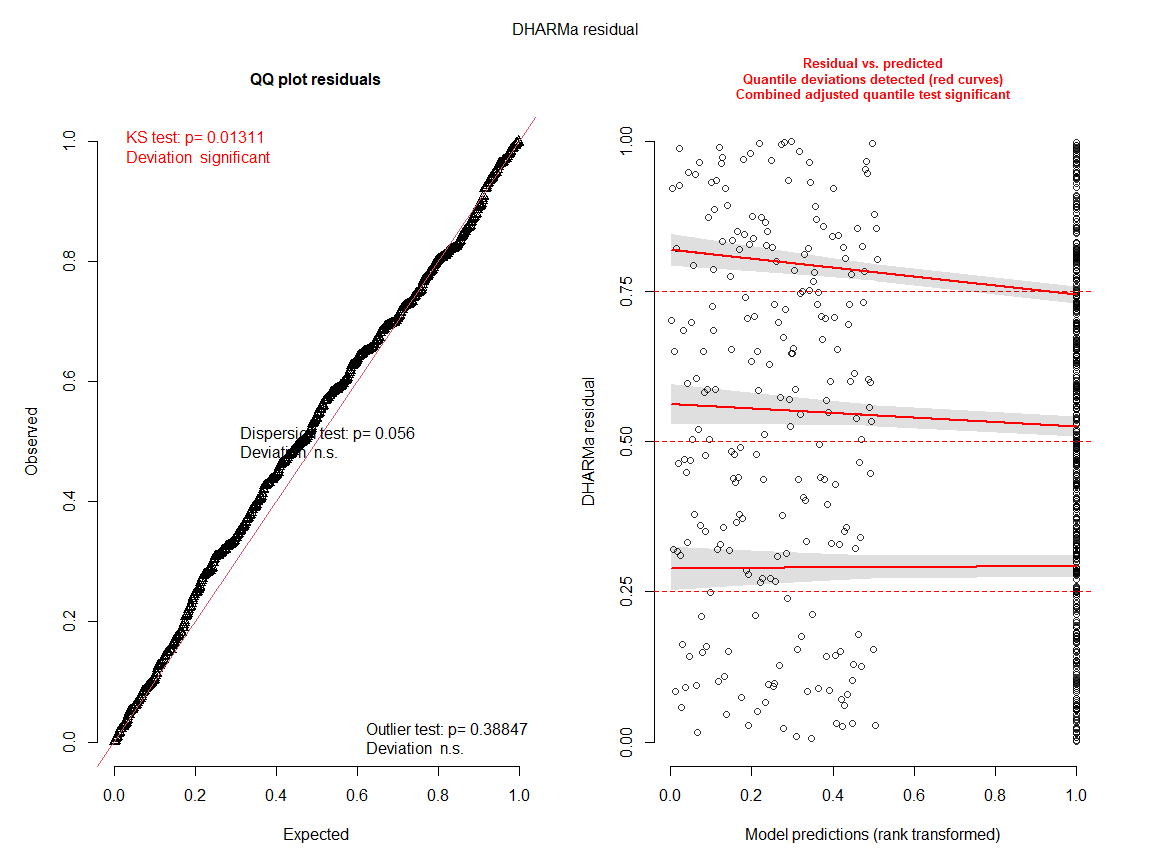 DHARMa residual
QQ plot residuals
KS test: p= 0.01311
Deviation significant
Dispersion test: p= 0.056
Deviation n.s.
Outlier test: p= 0.38847
Deviation n.s.
Observed
1.0
0.8
0.6
0.4
0.2
0.0
0.0 0.2 0.4 0.6 0.8 1.0
Expected
Residual vs. predicted
Quantile deviations detected (red curves)
Combined adjusted quantile test significant
DHARMa residual
1.00
0.75
0.50
0.25
0.00
0.0 0.2 0.4 0.6 0.8 1.0
Model predictions (rank transformed)